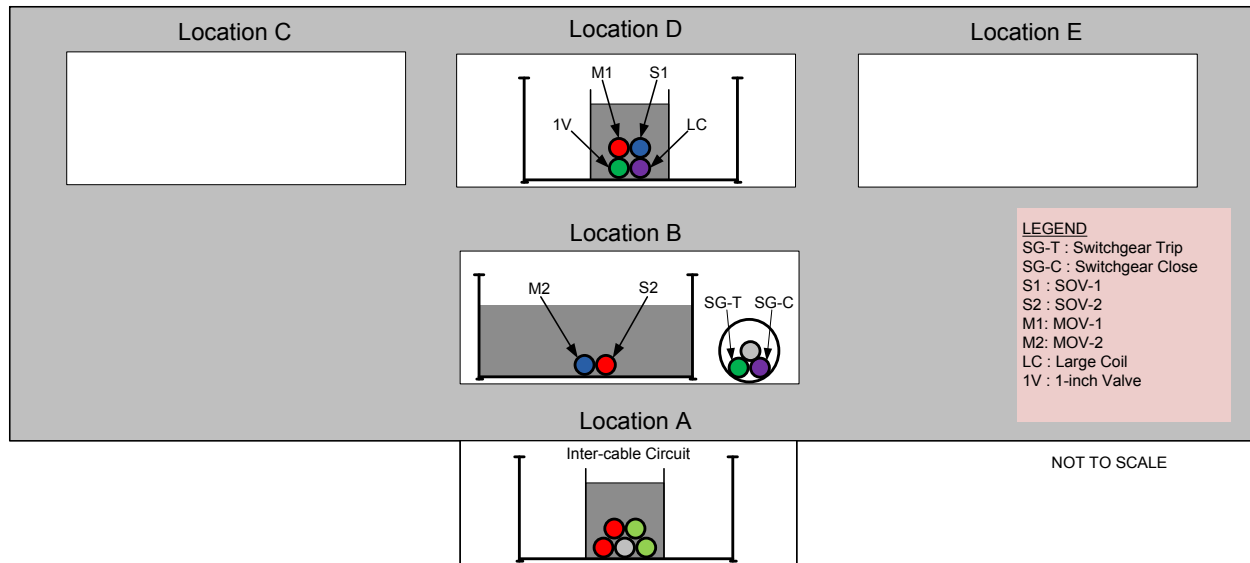 Location C
Location D
Location E
M1
S1
1V
LC
Location B
M2
S2
SG-T
SG-C
LEGEND
SG-T : Switchgear Trip
SG-C : Switchgear Close
S1 : SOV-1
S2 : SOV-2
M1: MOV-1
M2: MOV-2
LC : Large Coil
1V : 1-inch Valve
Location A
Inter-cable Circuit
NOT TO SCALE